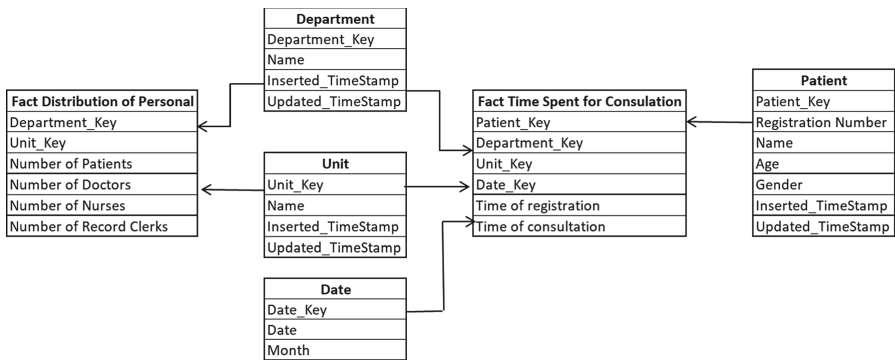 Department
Department_Key
Name
Inserted_TimeStamp
Updated_TimeStamp
Fact Distribution of Personal
Department_Key
Unit_Key
Number of Patients
Number of Doctors
Number of Nurses
Number of Record Clerks
Unit
Unit_Key
Name
Inserted_TimeStamp
Updated_TimeStamp
Date
Date_Key
Date
Month
Fact Time Spent for Consulation
Patient_Key
Department_Key
Unit_Key
Date_Key
Time of registration
Time of consultation
Patient
Patient_Key
Registration Number
Name
Age
Gender
Inserted_TimeStamp
Updated_TimeStamp